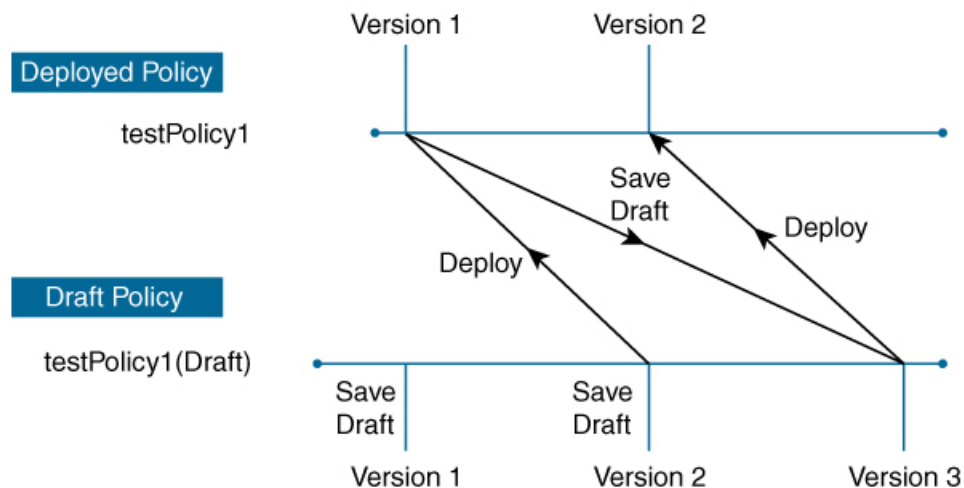 Version 1
Version 2
Deployed Policy
testPolicy1
Save
Draft
Deploy
Deploy
Draft Policy
testPolicy1(Draft)
Save
Draft
Save
Draft
Version 1
Version 2
Version 3